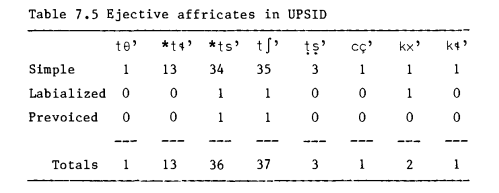 Table 7.5 Ejective affricates in UPSID
tθ’ *tɬ’ *ts’ tʃ’ ṭṣ’ cç’ kx’ kɬ’
Simple 1 13 34 35 3 1 1 1
Labialized 0 0 1 1 0 0 1 0
Prevoiced 0 0 1 1 0 0 0 0
--- --- --- --- --- --- --- ---
Totals 1 13 36 37 3 1 2 1